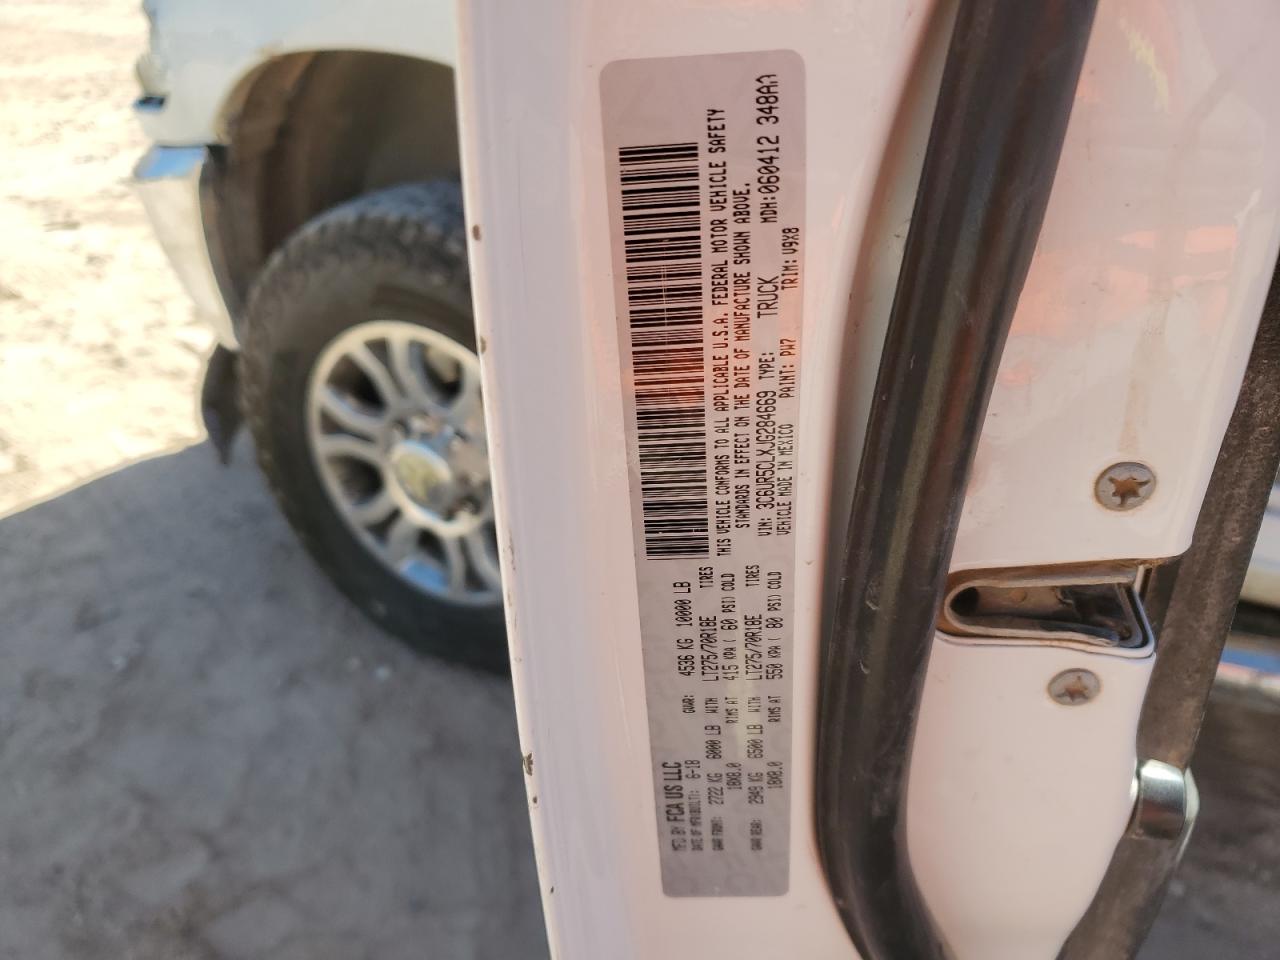 MFD BY FCA US LLC
DATE OF MFR(BUILT): 6-18 GVWR: 4536 KG 10000 LB
GAWR FRONT: 2722 KG 6000 LB WITH LT275/70R18E TIRES
18X8.0 RIMS AT 415 KPA ( 60 PSI) COLD
GAWR REAR: 2949 KG 6500 LB WITH LT275/70R18E TIRES
18X8.0 RIMS AT 550 KPA ( 80 PSI) COLD
THIS VEHICLE CONFORMS TO ALL APPLICABLE U.S.A. FEDERAL MOTOR VEHICLE SAFETY
STANDARDS IN EFFECT ON THE DATE OF MANUFACTURE SHOWN ABOVE.
VIN: 3C6UR5CLXJG284669 TYPE: TRUCK MDH: 060412 348AA
VEHICLE MADE IN MEXICO PAINT: PW7 TRIM: V9X8